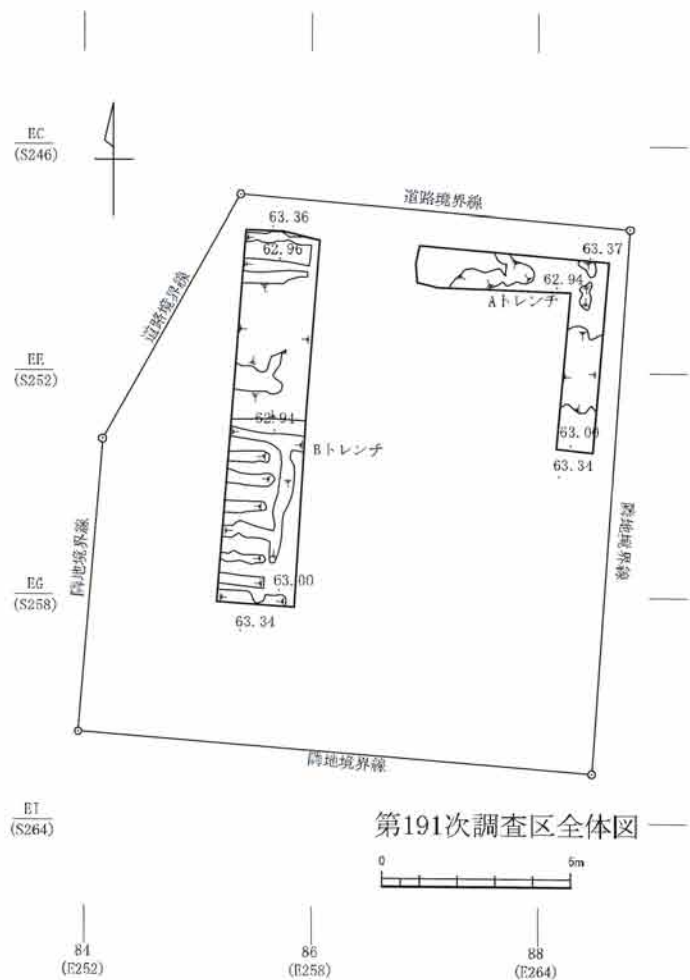 EC
(S246)
道路境界線
63.36
62.96
63.37
62.94
Aトレンチ
道路境界線
EE
(S252)
62.94
Bトレンチ
63.00
63.34
隣地境界線
隣地境界線
EG
(S258)
63.00
63.34
隣地境界線
EI
(S264)
第191次調査区全体図
0 5m
84
(E252)
86
(E258)
88
(E264)